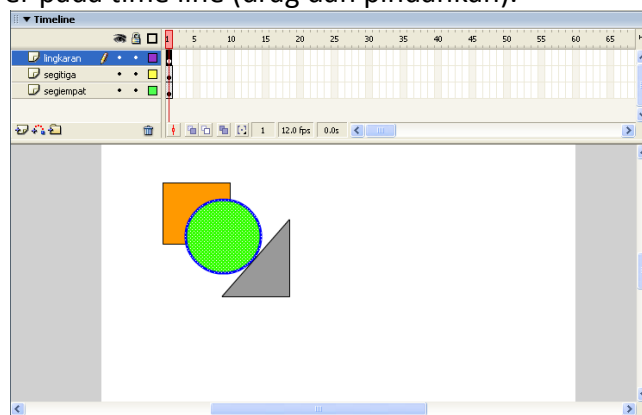 er pada time line (drag dan pindahkan).
Timeline
1 5 10 15 20 25 30 35 40 45 50 55 60 65
lingkaran
segitiga
segiempat
1 12.0 fps 0.0s